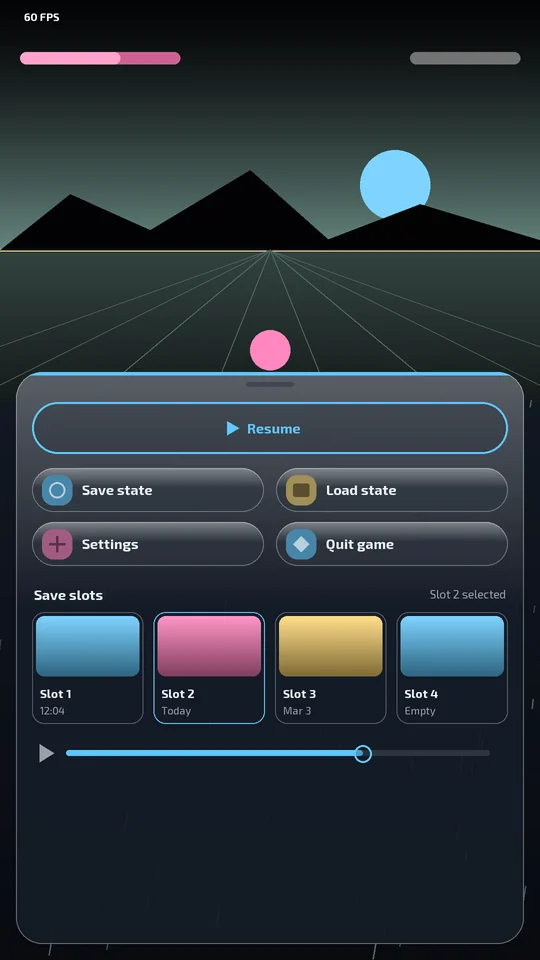 60 FPS
Resume
Save state
Load state
Settings
Quit game
Save slots
Slot 2 selected
Slot 1
12:04
Slot 2
Today
Slot 3
Mar 3
Slot 4
Empty